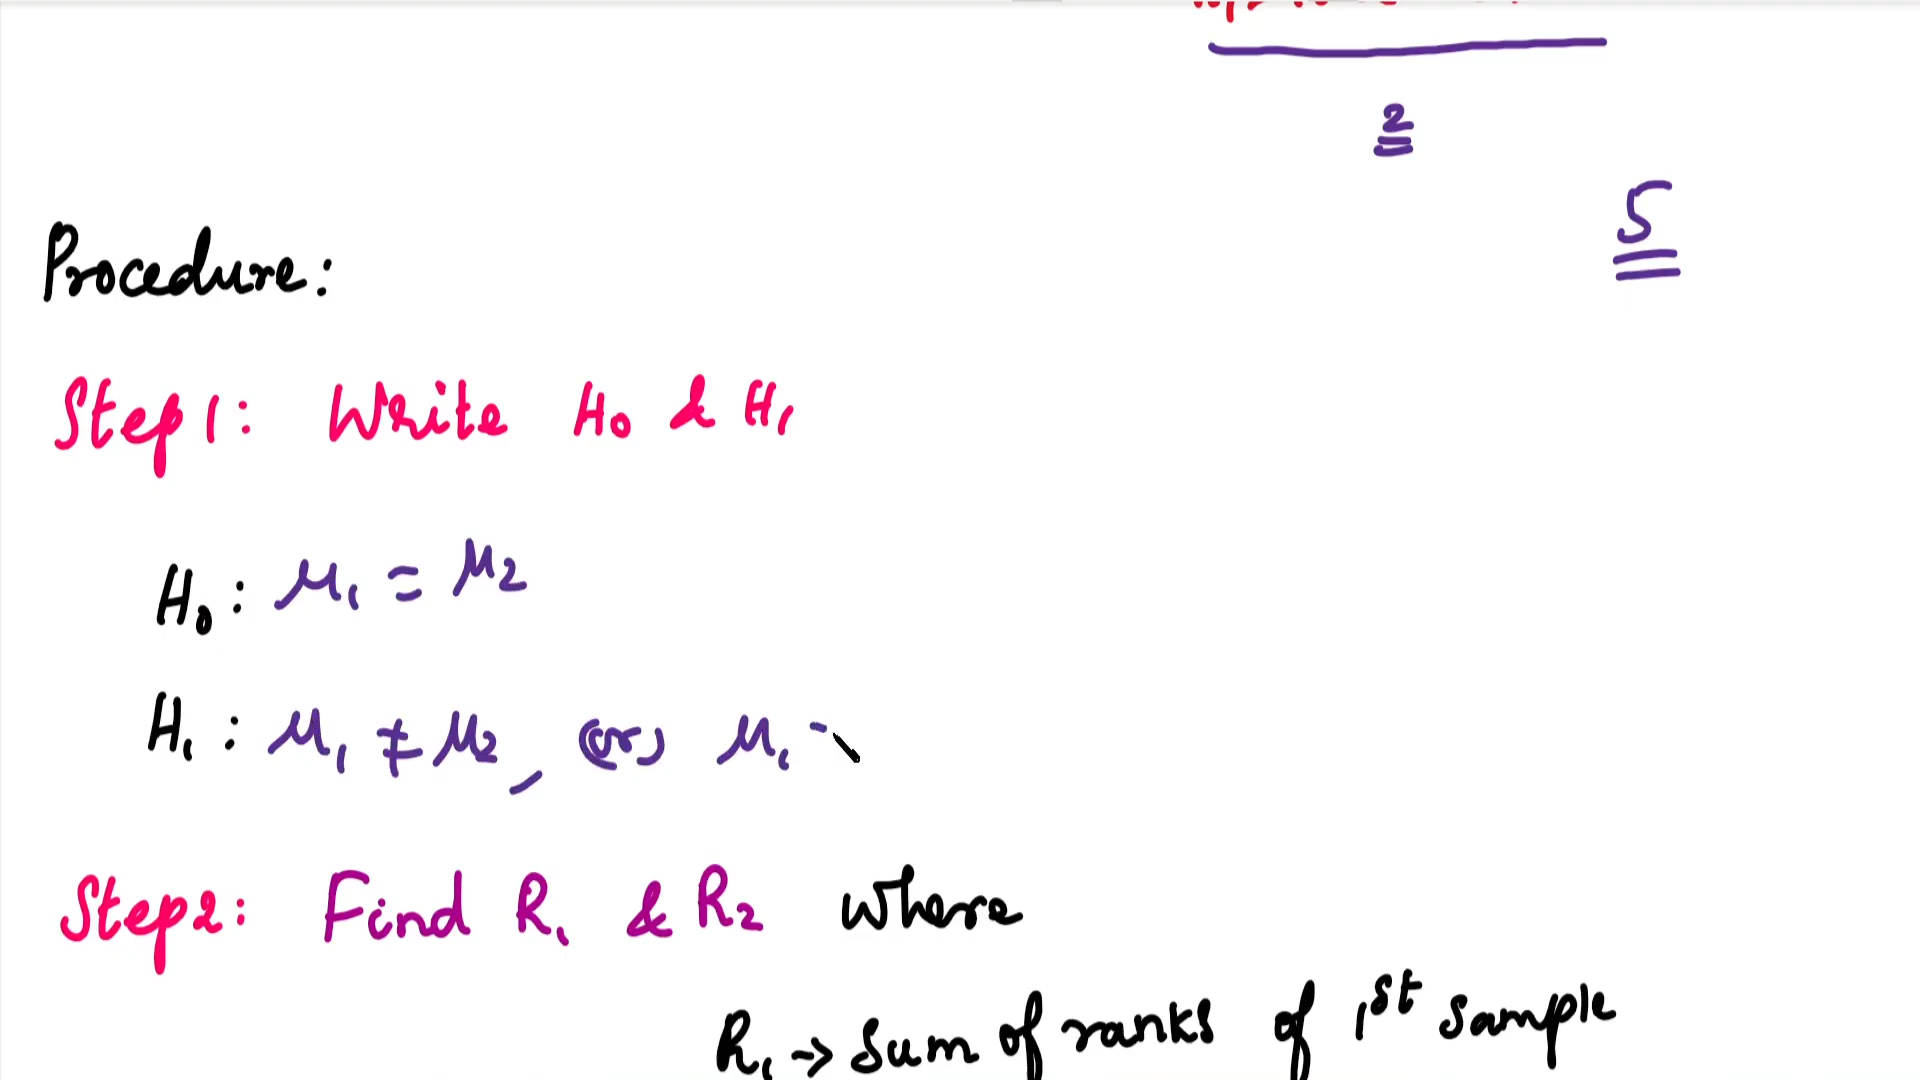 2
5
Procedure:
Step 1: Write H₀ & H₁
H₀: μ₁ = μ₂
H₁: μ₁ ≠ μ₂, (or) μ₁
Step 2: Find R₁ & R₂ where
R₁ → Sum of ranks of 1st sample